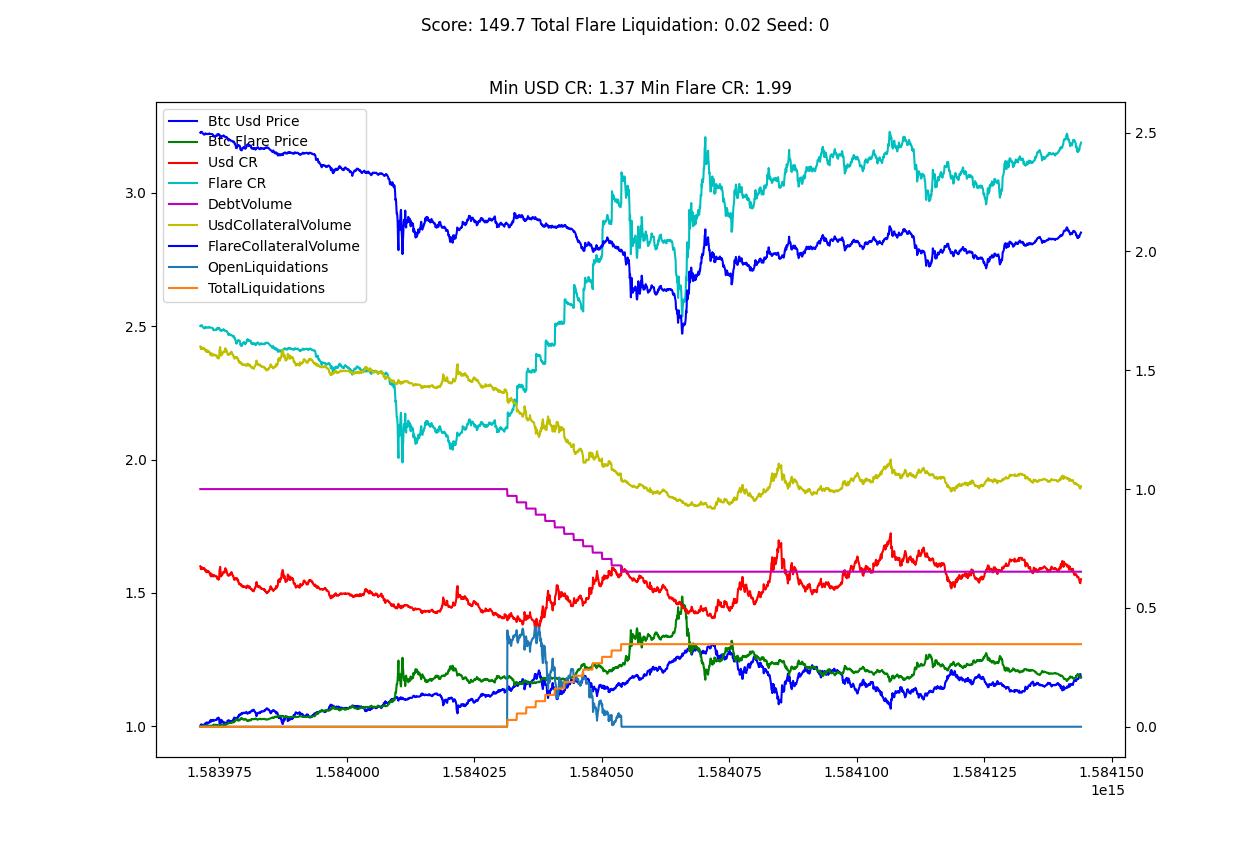 Score: 149.7 Total Flare Liquidation: 0.02 Seed: 0
Min USD CR: 1.37 Min Flare CR: 1.99
Btc Usd Price
Btc Flare Price
Usd CR
Flare CR
DebtVolume
UsdCollateralVolume
FlareCollateralVolume
OpenLiquidations
TotalLiquidations
3.0
2.5
2.0
1.5
1.0
2.5
2.0
1.5
1.0
0.5
0.0
1.583975 1.584000 1.584025 1.584050 1.584075 1.584100 1.584125 1.584150
1e15